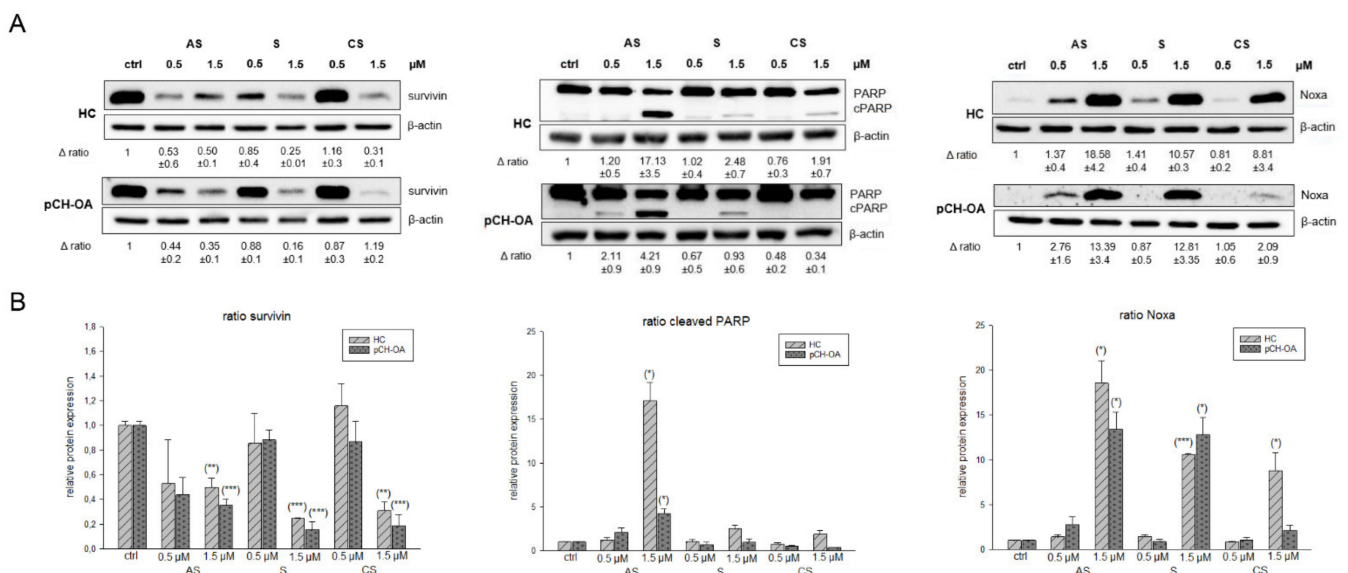 A
AS S CS
ctrl 0.5 1.5 0.5 1.5 0.5 1.5 µM
HC
survivin
β-actin
Δ ratio 1 0.53 0.50 0.85 0.25 1.16 0.31
±0.6 ±0.1 ±0.4 ±0.01 ±0.3 ±0.1
pCH-OA
survivin
β-actin
Δ ratio 1 0.44 0.35 0.88 0.16 0.87 1.19
±0.2 ±0.1 ±0.1 ±0.1 ±0.3 ±0.2
AS S CS
ctrl 0.5 1.5 0.5 1.5 0.5 1.5 µM
HC
PARP
cPARP
β-actin
Δ ratio 1 1.20 17.13 1.02 2.48 0.76 1.91
±0.5 ±3.5 ±0.4 ±0.7 ±0.3 ±0.7
pCH-OA
PARP
cPARP
β-actin
Δ ratio 1 2.11 4.21 0.67 0.93 0.48 0.34
±0.9 ±0.9 ±0.5 ±0.6 ±0.2 ±0.1
AS S CS
ctrl 0.5 1.5 0.5 1.5 0.5 1.5 µM
HC
Noxa
β-actin
Δ ratio 1 1.37 18.58 1.41 10.57 0.81 8.81
±0.4 ±4.2 ±0.4 ±0.3 ±0.2 ±3.4
pCH-OA
Noxa
β-actin
Δ ratio 1 2.76 13.39 0.87 12.81 1.05 2.09
±1.6 ±3.4 ±0.5 ±3.35 ±0.6 ±0.9
B
ratio survivin
HC
pCH-OA
relative protein expression
1,8
1,6
1,4
1,2
1,0
0,8
0,6
0,4
0,2
0,0
(**) (***) (***) (***) (**) (***)
ctrl 0.5 µM 1.5 µM 0.5 µM 1.5 µM 0.5 µM 1.5 µM
AS S CS
ratio cleaved PARP
HC
pCH-OA
relative protein expression
25
20
15
10
5
0
(*) (*)
ctrl 0.5 µM 1.5 µM 0.5 µM 1.5 µM 0.5 µM 1.5 µM
AS S CS
ratio Noxa
HC
pCH-OA
relative protein expression
25
20
15
10
5
0
(*) (*) (***) (*) (*)
ctrl 0.5 µM 1.5 µM 0.5 µM 1.5 µM 0.5 µM 1.5 µM
AS S CS